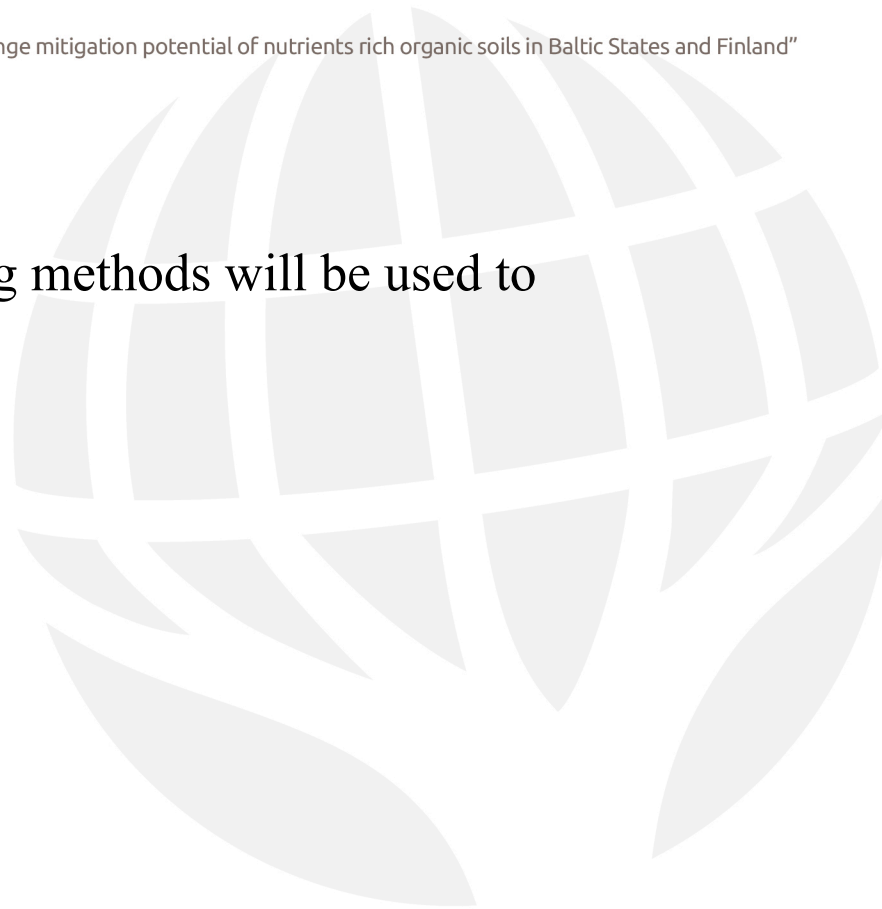 nge mitigation potential of nutrients rich organic soils in Baltic States and Finland”
g methods will be used to